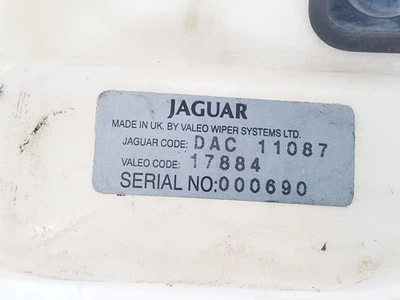 JAGUAR
MADE IN UK. BY VALEO WIPER SYSTEMS LTD.
JAGUAR CODE: DAC 11087
VALEO CODE: 17884
SERIAL NO: 000690